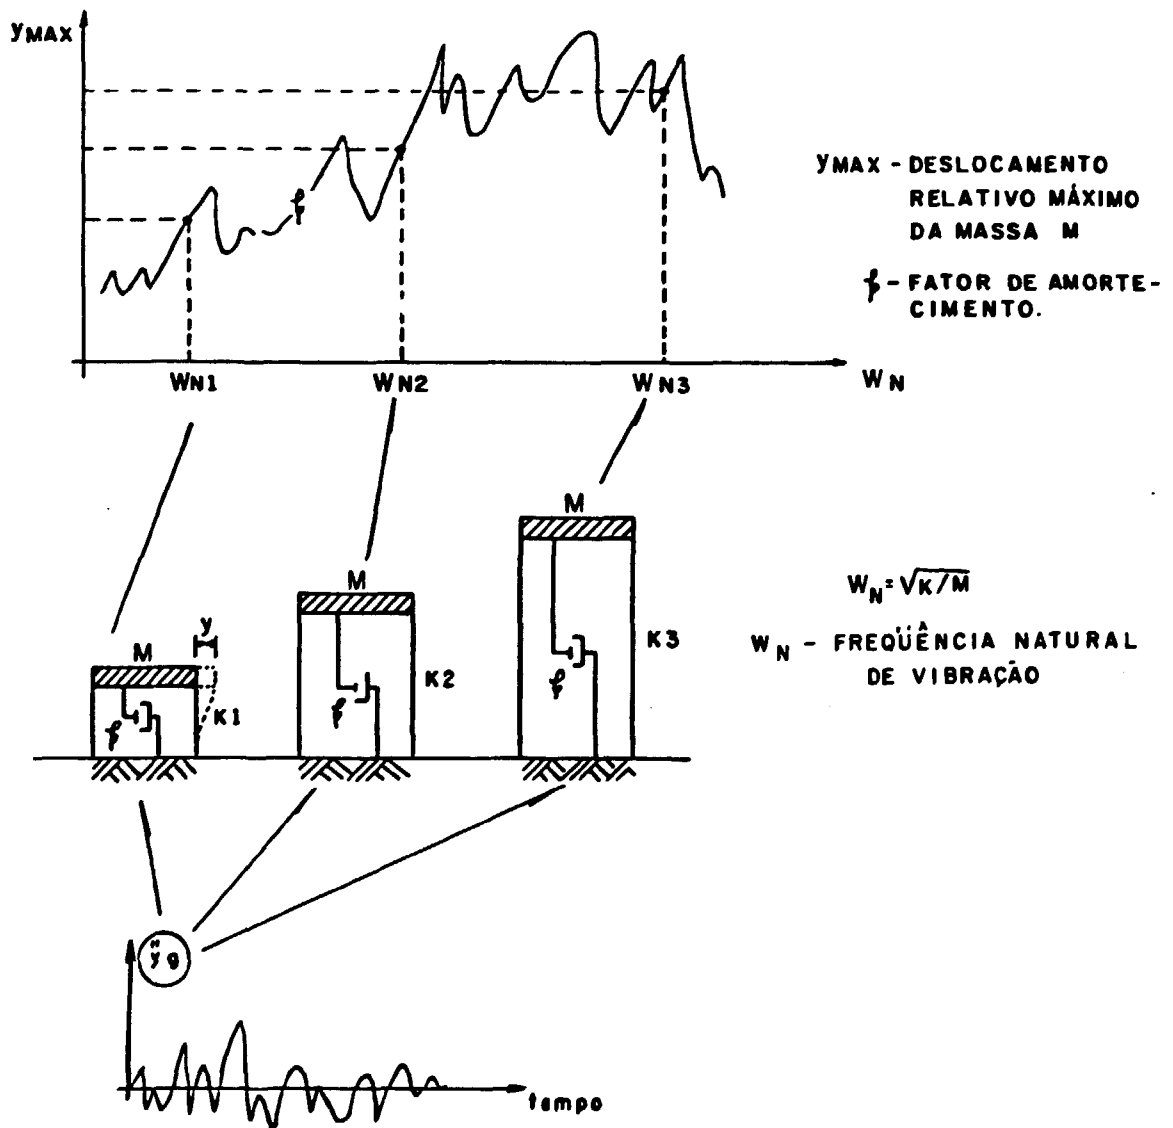 yMAX
β
yMAX - DESLOCAMENTO
RELATIVO MÁXIMO
DA MASSA M
β - FATOR DE AMORTE-
CIMENTO.
WN1
WN2
WN3
WN
M
y
K1
β
M
K2
β
M
K3
β
WN = √K/M
WN - FREQÜÊNCIA NATURAL
DE VIBRAÇÃO
ÿg
tempo